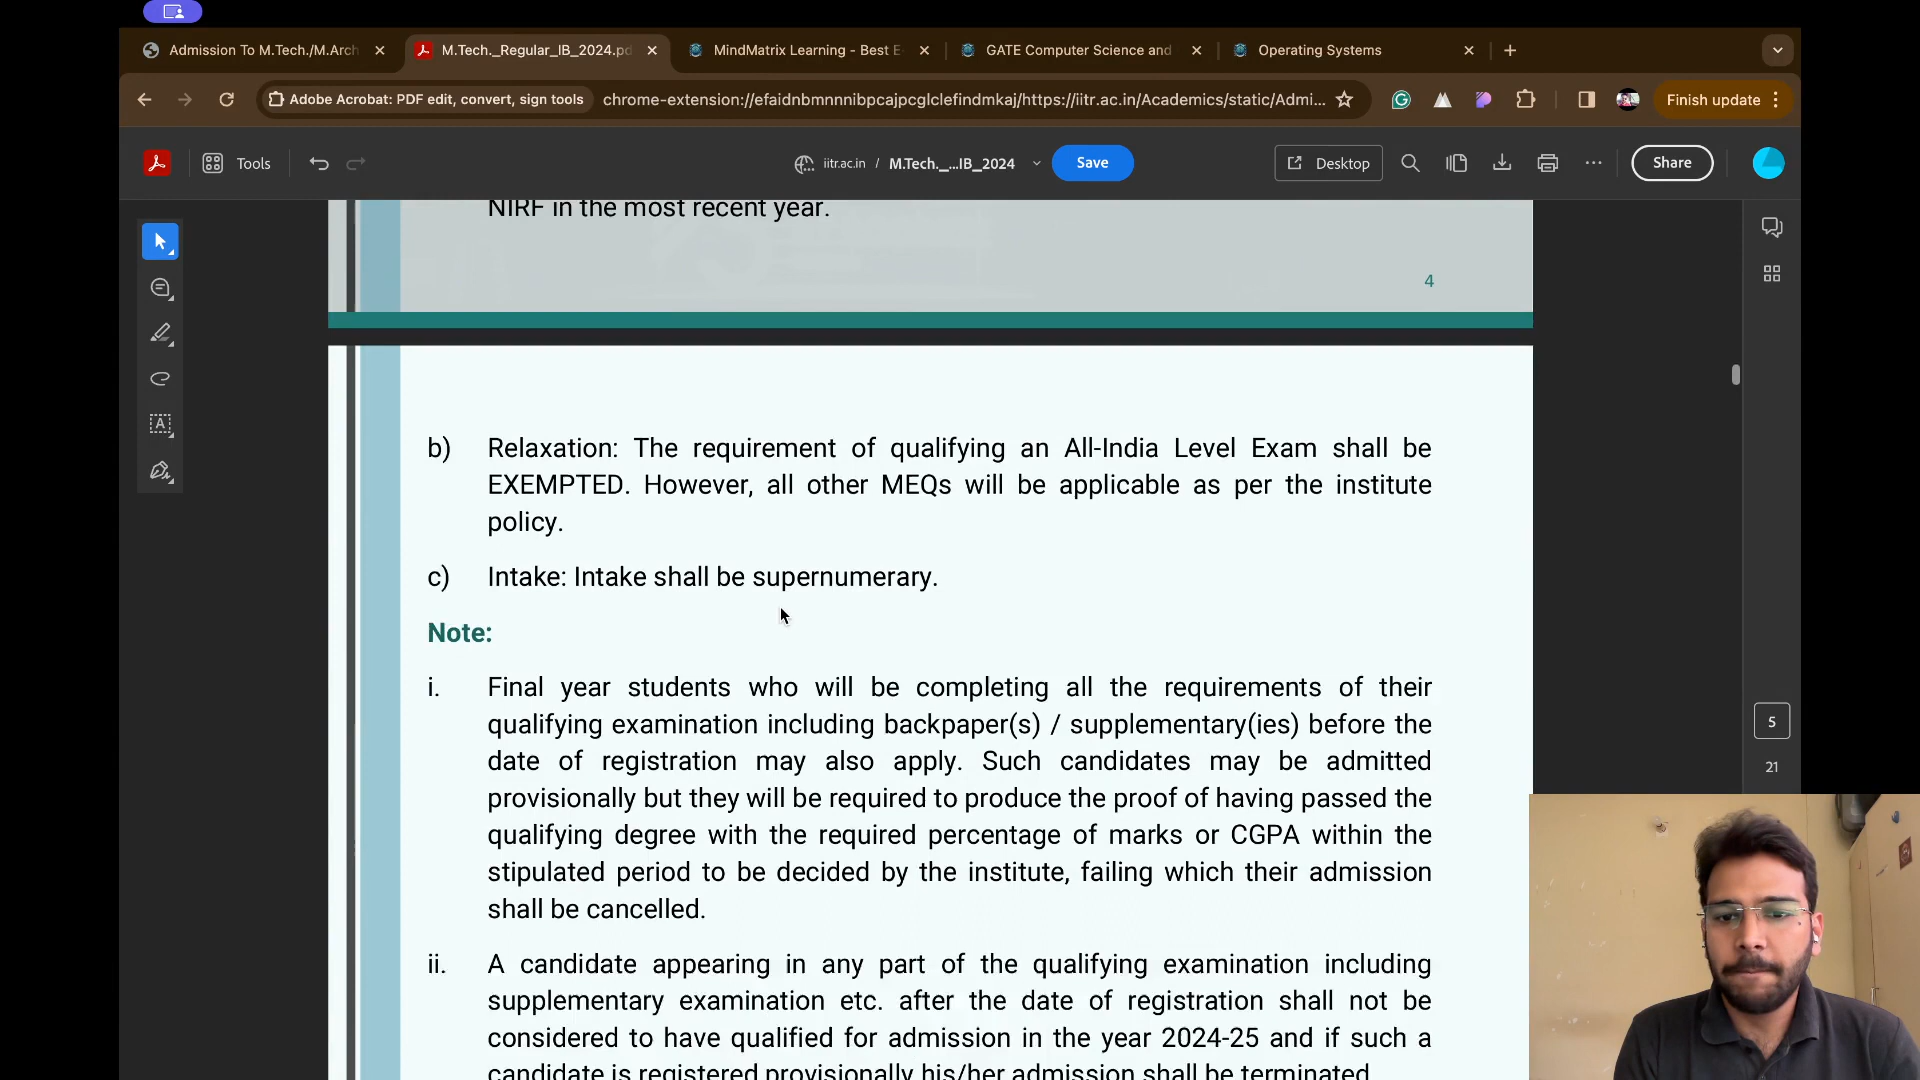 Admission To M.Tech./M.Arch
M.Tech._Regular_IB_2024.pd
MindMatrix Learning - Best E
GATE Computer Science and
Operating Systems
Adobe Acrobat: PDF edit, convert, sign tools
chrome-extension://efaidnbmnnnibpcajpcglclefindmkaj/https://iitr.ac.in/Academics/static/Admi...
Finish update
Tools
iitr.ac.in / M.Tech._...IB_2024
Save
Desktop
Share
NIRF in the most recent year.
4
b) Relaxation: The requirement of qualifying an All-India Level Exam shall be
EXEMPTED. However, all other MEQs will be applicable as per the institute
policy.
c) Intake: Intake shall be supernumerary.
Note:
i. Final year students who will be completing all the requirements of their
qualifying examination including backpaper(s) / supplementary(ies) before the
date of registration may also apply. Such candidates may be admitted
provisionally but they will be required to produce the proof of having passed the
qualifying degree with the required percentage of marks or CGPA within the
stipulated period to be decided by the institute, failing which their admission
shall be cancelled.
ii. A candidate appearing in any part of the qualifying examination including
supplementary examination etc. after the date of registration shall not be
considered to have qualified for admission in the year 2024-25 and if such a
candidate is registered provisionally his/her admission shall be terminated.
5
21